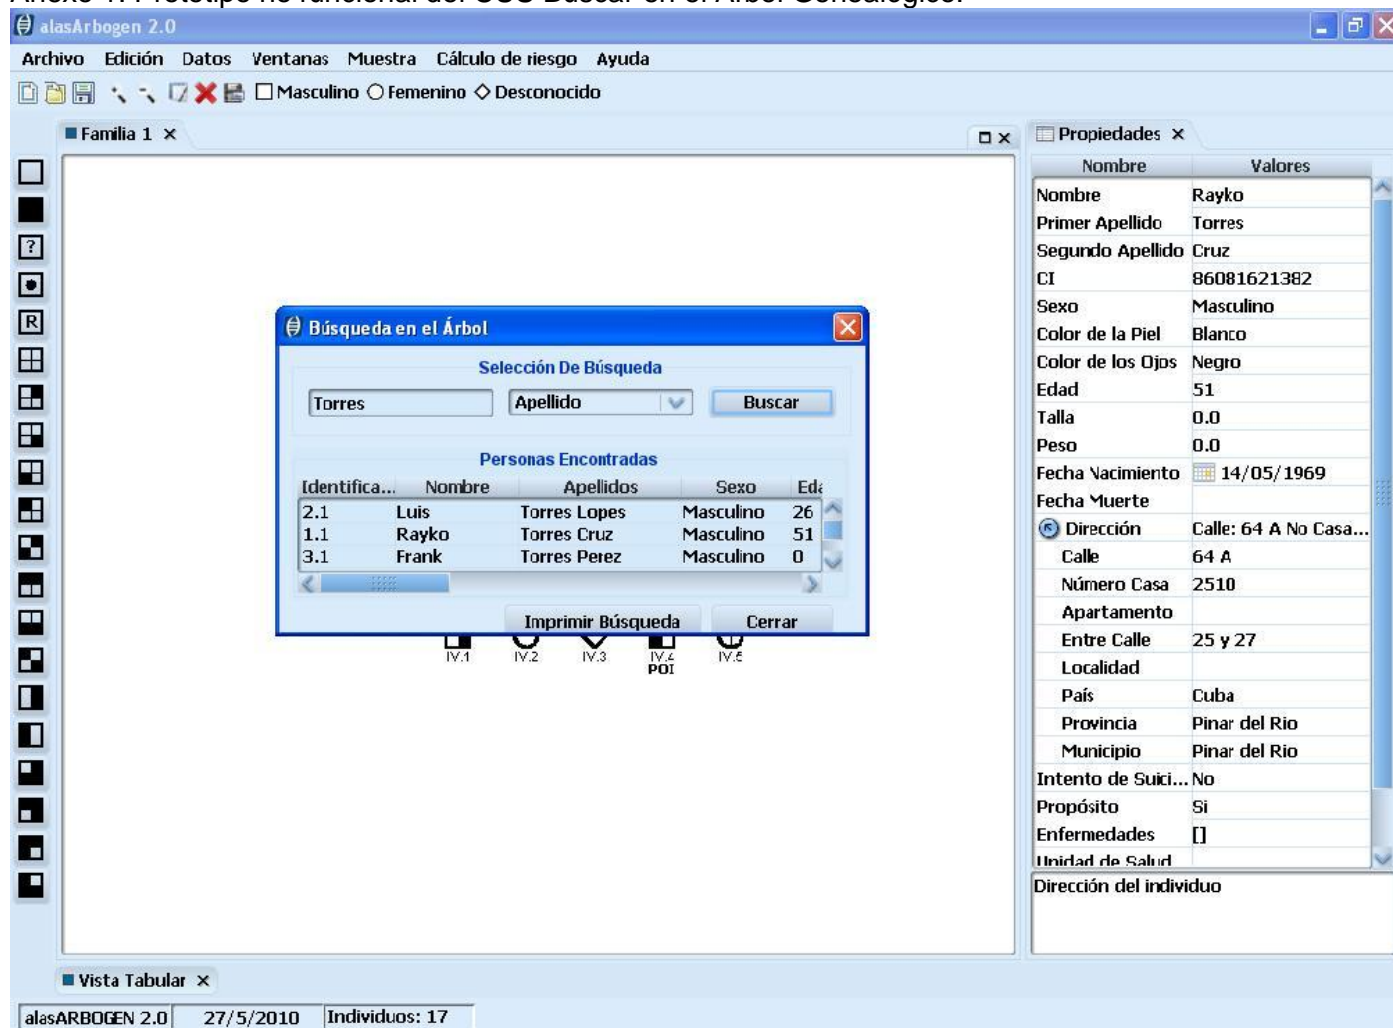 alasArbogen 2.0
Archivo Edición Datos Ventanas Muestra Cálculo de riesgo Ayuda
Masculino Femenino Desconocido
Familia 1
Propiedades
Nombre Valores
Nombre Rayko
Primer Apellido Torres
Segundo Apellido Cruz
CI 86081621382
Sexo Masculino
Color de la Piel Blanco
Color de los Ojos Negro
Edad 51
Talla 0.0
Peso 0.0
Fecha Nacimiento 14/05/1969
Fecha Muerte
Dirección Calle: 64 A No Casa...
Calle 64 A
Número Casa 2510
Apartamento
Entre Calle 25 y 27
Localidad
País Cuba
Provincia Pinar del Rio
Municipio Pinar del Rio
Intento de Suici... No
Propósito Si
Enfermedades []
Unidad de Salud
Dirección del individuo
?
R
Búsqueda en el Árbol
Selección De Búsqueda
Torres Apellido Buscar
Personas Encontradas
Identifica... Nombre Apellidos Sexo Eda
2.1 Luis Torres Lopes Masculino 26
1.1 Rayko Torres Cruz Masculino 51
3.1 Frank Torres Perez Masculino 0
Imprimir Búsqueda Cerrar
IV.1 IV.2 IV.3 IV.4
POI
Vista Tabular
alasARBOGEN 2.0 27/5/2010 Individuos: 17